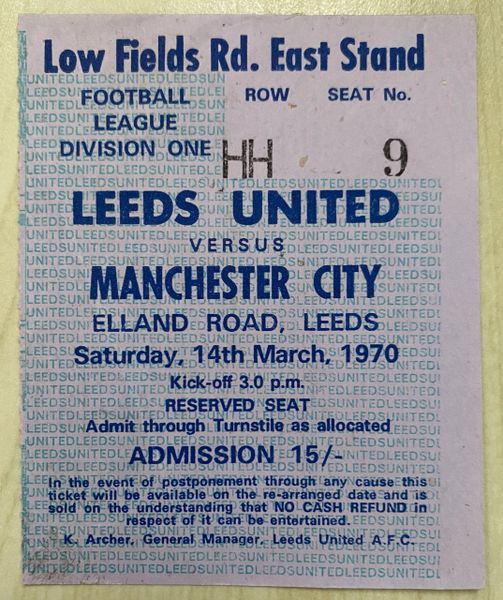 Low Fields Rd. East Stand
FOOTBALL ROW SEAT No.
LEAGUE
DIVISION ONE HH 9
LEEDS UNITED
VERSUS
MANCHESTER CITY
ELLAND ROAD, LEEDS
Saturday, 14th March, 1970
Kick-off 3.0 p.m.
RESERVED SEAT
Admit through Turnstile as allocated
ADMISSION 15/-
In the event of postponement through any cause this
ticket will be available on the re-arranged date and is
sold on the understanding that NO CASH REFUND in
respect of it can be entertained.
K. Archer, General Manager, Leeds United A.F.C.